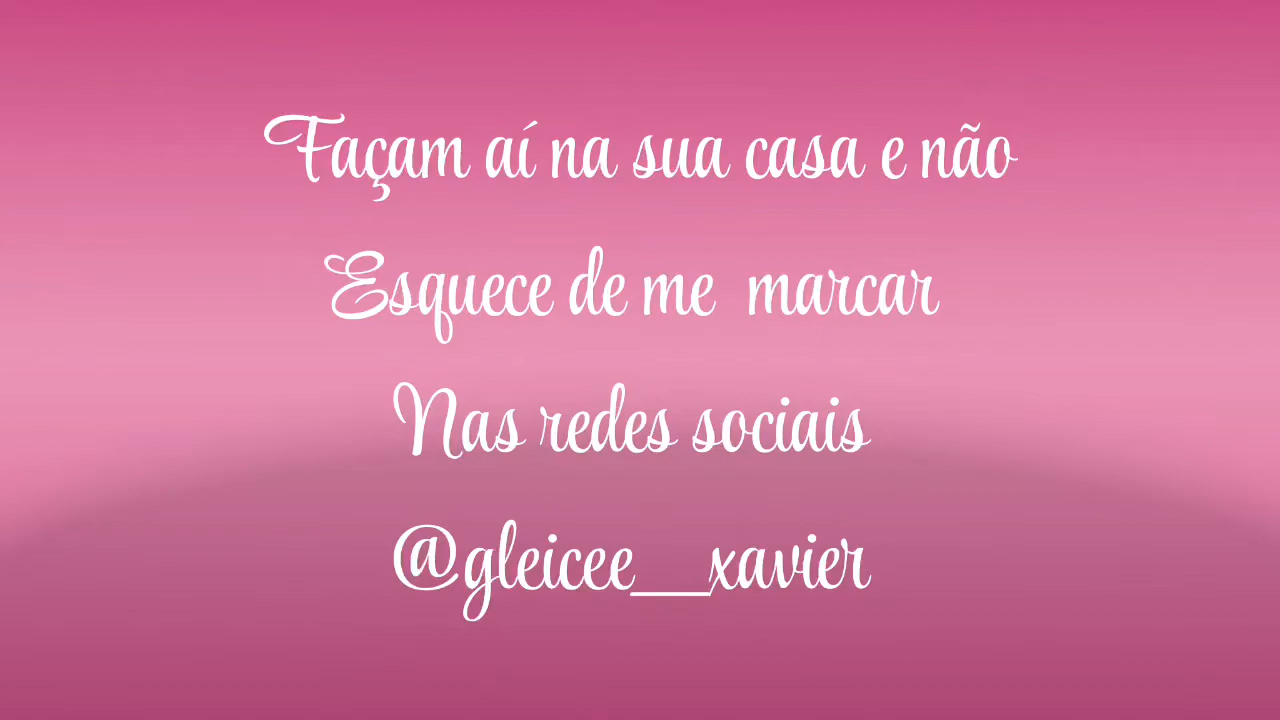 Façam aí na sua casa e não
Esquece de me marcar
Nas redes sociais
@gleicee__xavier